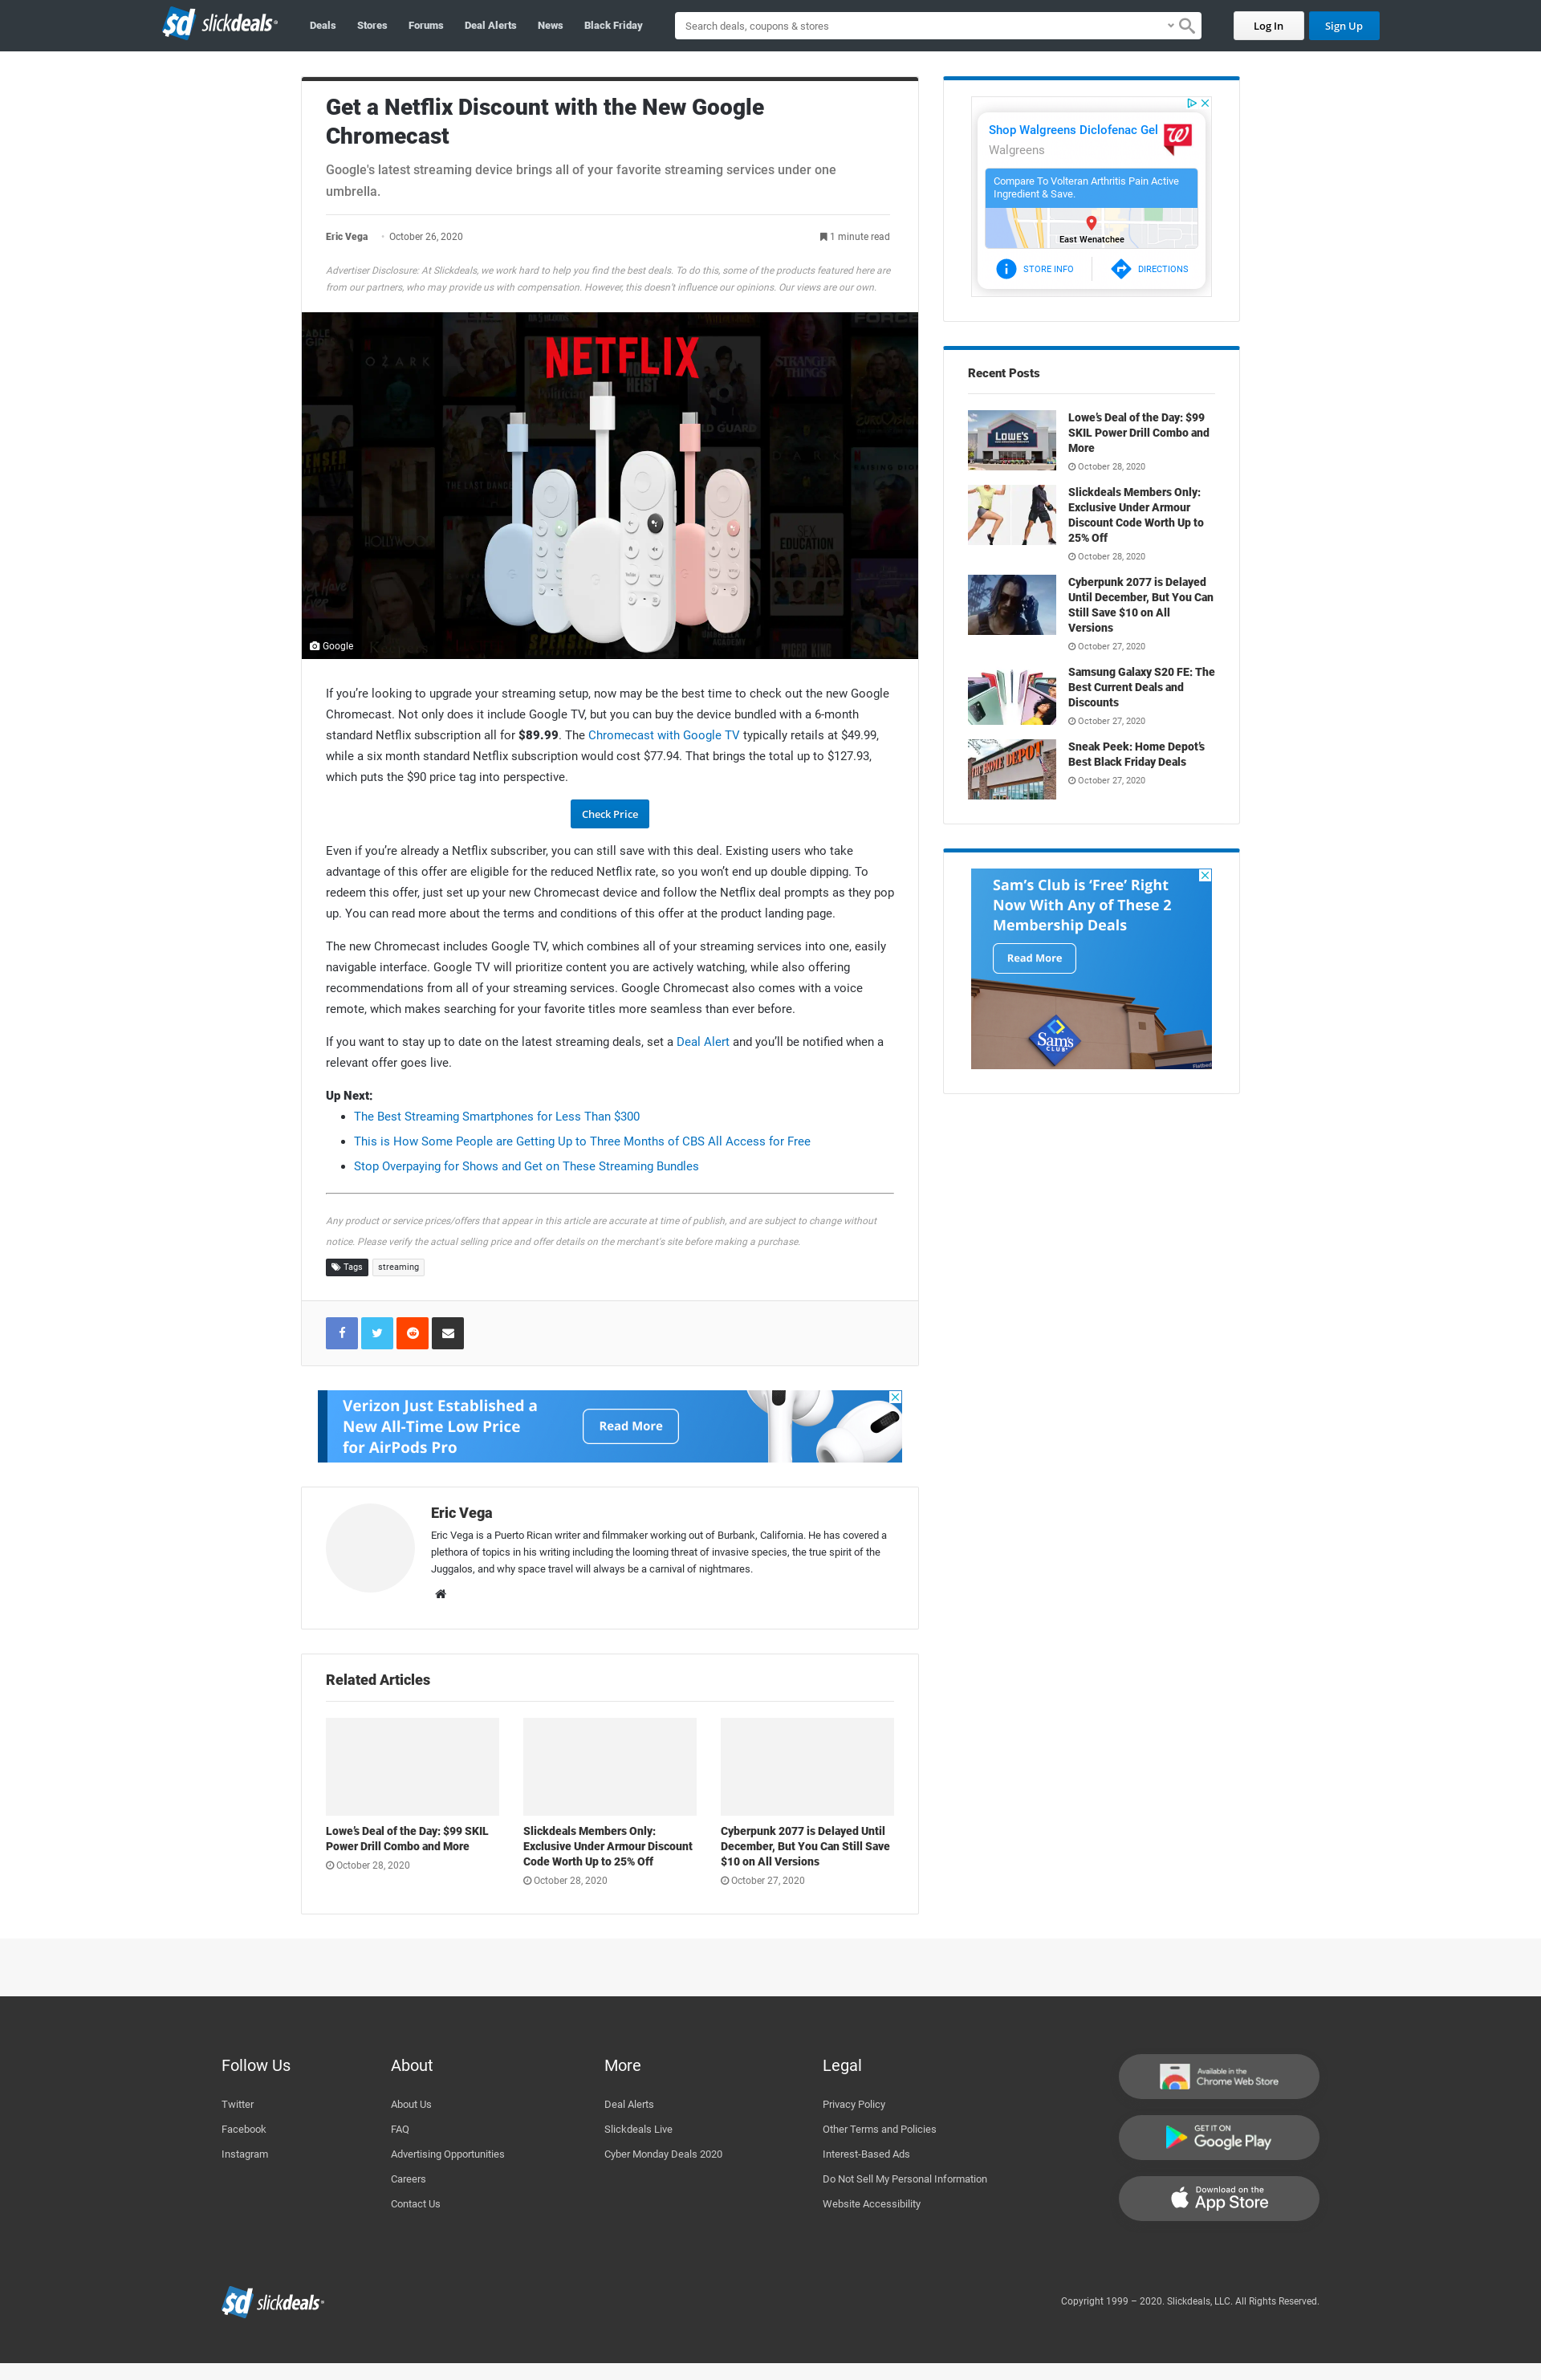 sd slickdeals
Deals
Stores
Forums
Deal Alerts
News
Black Friday
Search deals, coupons & stores
Log In
Sign Up
Get a Netflix Discount with the New Google
Chromecast
Google's latest streaming device brings all of your favorite streaming services under one
umbrella.
Eric Vega · October 26, 2020
1 minute read
Advertiser Disclosure: At Slickdeals, we work hard to help you find the best deals. To do this, some of the products featured here are
from our partners, who may provide us with compensation. However, this doesn't influence our opinions. Our views are our own.
NETFLIX
OZARK
MONEY
HEIST
STRANGER
THINGS
THE LAST DANCE
SEX
EDUCATION
HOLLYWOOD
TIGER KING
Google
If you’re looking to upgrade your streaming setup, now may be the best time to check out the new Google
Chromecast. Not only does it include Google TV, but you can buy the device bundled with a 6-month
standard Netflix subscription all for $89.99. The Chromecast with Google TV typically retails at $49.99,
while a six month standard Netflix subscription would cost $77.94. That brings the total up to $127.93,
which puts the $90 price tag into perspective.
Check Price
Even if you’re already a Netflix subscriber, you can still save with this deal. Existing users who take
advantage of this offer are eligible for the reduced Netflix rate, so you won’t end up double dipping. To
redeem this offer, just set up your new Chromecast device and follow the Netflix deal prompts as they pop
up. You can read more about the terms and conditions of this offer at the product landing page.
The new Chromecast includes Google TV, which combines all of your streaming services into one, easily
navigable interface. Google TV will prioritize content you are actively watching, while also offering
recommendations from all of your streaming services. Google Chromecast also comes with a voice
remote, which makes searching for your favorite titles more seamless than ever before.
If you want to stay up to date on the latest streaming deals, set a Deal Alert and you’ll be notified when a
relevant offer goes live.
Up Next:
• The Best Streaming Smartphones for Less Than $300
• This is How Some People are Getting Up to Three Months of CBS All Access for Free
• Stop Overpaying for Shows and Get on These Streaming Bundles
Any product or service prices/offers that appear in this article are accurate at time of publish, and are subject to change without
notice. Please verify the actual selling price and offer details on the merchant's site before making a purchase.
Tags
streaming
Verizon Just Established a
New All-Time Low Price
for AirPods Pro
Read More
Eric Vega
Eric Vega is a Puerto Rican writer and filmmaker working out of Burbank, California. He has covered a
plethora of topics in his writing including the looming threat of invasive species, the true spirit of the
Juggalos, and why space travel will always be a carnival of nightmares.
Related Articles
Lowe’s Deal of the Day: $99 SKIL
Power Drill Combo and More
October 28, 2020
Slickdeals Members Only:
Exclusive Under Armour Discount
Code Worth Up to 25% Off
October 28, 2020
Cyberpunk 2077 is Delayed Until
December, But You Can Still Save
$10 on All Versions
October 27, 2020
Shop Walgreens Diclofenac Gel
Walgreens
Compare To Volteran Arthritis Pain Active
Ingredient & Save.
East Wenatchee
STORE INFO
DIRECTIONS
Recent Posts
LOWE'S
Lowe’s Deal of the Day: $99
SKIL Power Drill Combo and
More
October 28, 2020
Slickdeals Members Only:
Exclusive Under Armour
Discount Code Worth Up to
25% Off
October 28, 2020
Cyberpunk 2077 is Delayed
Until December, But You Can
Still Save $10 on All
Versions
October 27, 2020
Samsung Galaxy S20 FE: The
Best Current Deals and
Discounts
October 27, 2020
THE HOME DEPOT
Sneak Peek: Home Depot’s
Best Black Friday Deals
October 27, 2020
Sam’s Club is ‘Free’ Right
Now With Any of These 2
Membership Deals
Read More
Sam's
CLUB
Follow Us
Twitter
Facebook
Instagram
About
About Us
FAQ
Advertising Opportunities
Careers
Contact Us
More
Deal Alerts
Slickdeals Live
Cyber Monday Deals 2020
Legal
Privacy Policy
Other Terms and Policies
Interest-Based Ads
Do Not Sell My Personal Information
Website Accessibility
Available in the
Chrome Web Store
GET IT ON
Google Play
Download on the
App Store
sd slickdeals
Copyright 1999 – 2020. Slickdeals, LLC. All Rights Reserved.